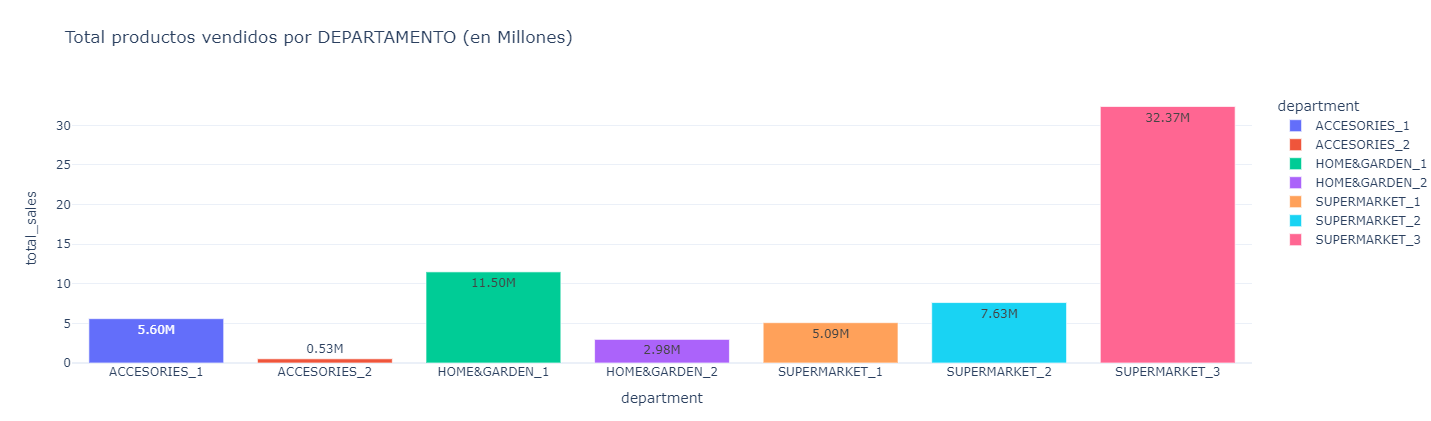 Total productos vendidos por DEPARTAMENTO (en Millones)
total_sales
30
25
20
15
10
5
0
5.60M
0.53M
11.50M
2.98M
5.09M
7.63M
32.37M
ACCESORIES_1
ACCESORIES_2
HOME&GARDEN_1
HOME&GARDEN_2
SUPERMARKET_1
SUPERMARKET_2
SUPERMARKET_3
department
department
ACCESORIES_1
ACCESORIES_2
HOME&GARDEN_1
HOME&GARDEN_2
SUPERMARKET_1
SUPERMARKET_2
SUPERMARKET_3